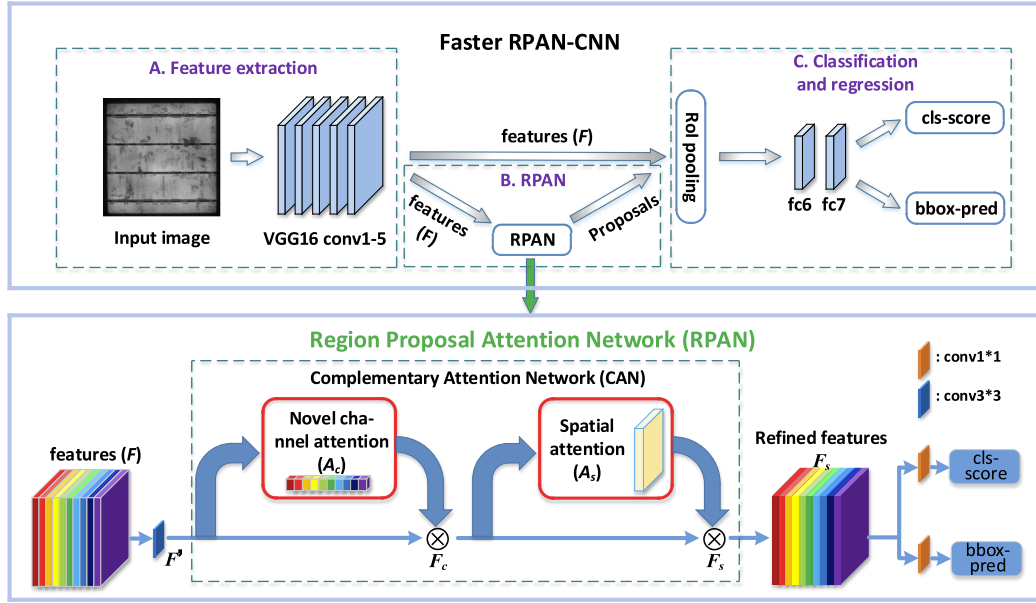 Faster RPAN-CNN
A. Feature extraction
Input image
VGG16 conv1-5
features (F)
B. RPAN
features
(F)
RPAN
Proposals
C. Classification
and regression
RoI pooling
fc6
fc7
cls-score
bbox-pred
Region Proposal Attention Network (RPAN)
Complementary Attention Network (CAN)
features (F)
F'
Novel cha-
nnel attention
(Ac)
Fc
Spatial
attention
(As)
Fs
Refined features
Fs
: conv1*1
: conv3*3
cls-
score
bbox-
pred